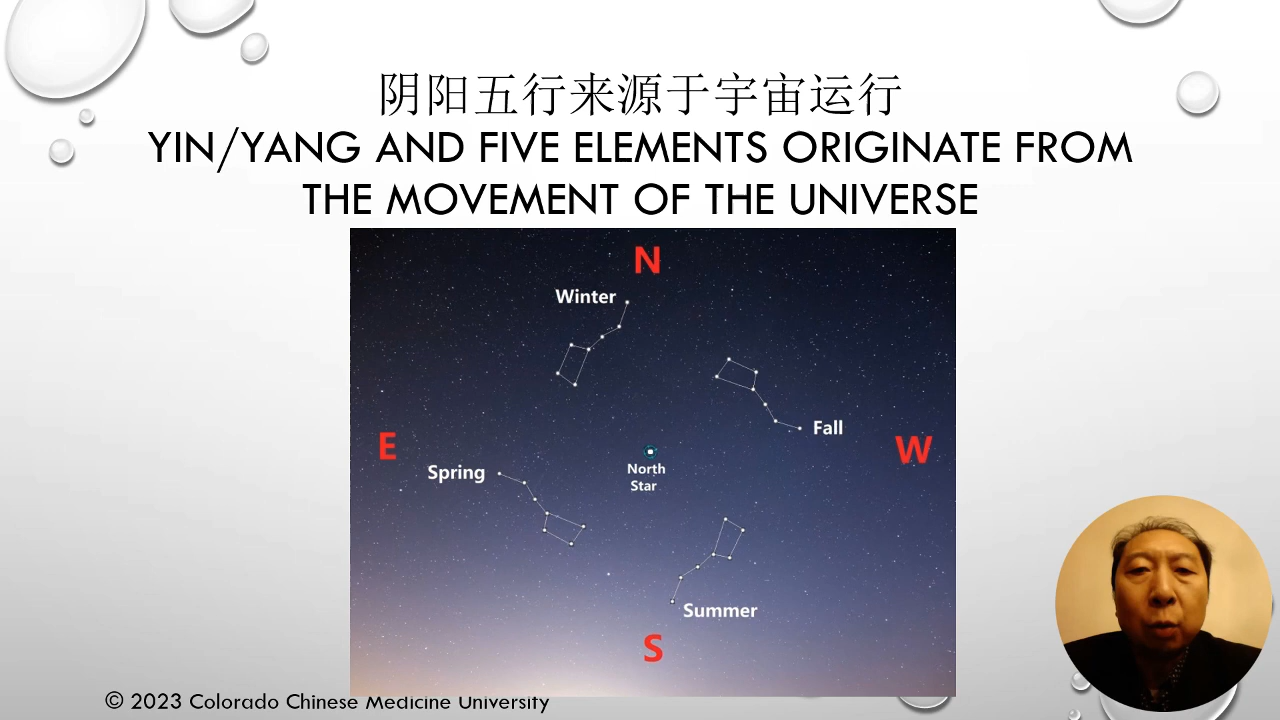 阴阳五行来源于宇宙运行
YIN/YANG AND FIVE ELEMENTS ORIGINATE FROM
THE MOVEMENT OF THE UNIVERSE
N
Winter
Fall
E
W
Spring
North
Star
Summer
S
© 2023 Colorado Chinese Medicine University